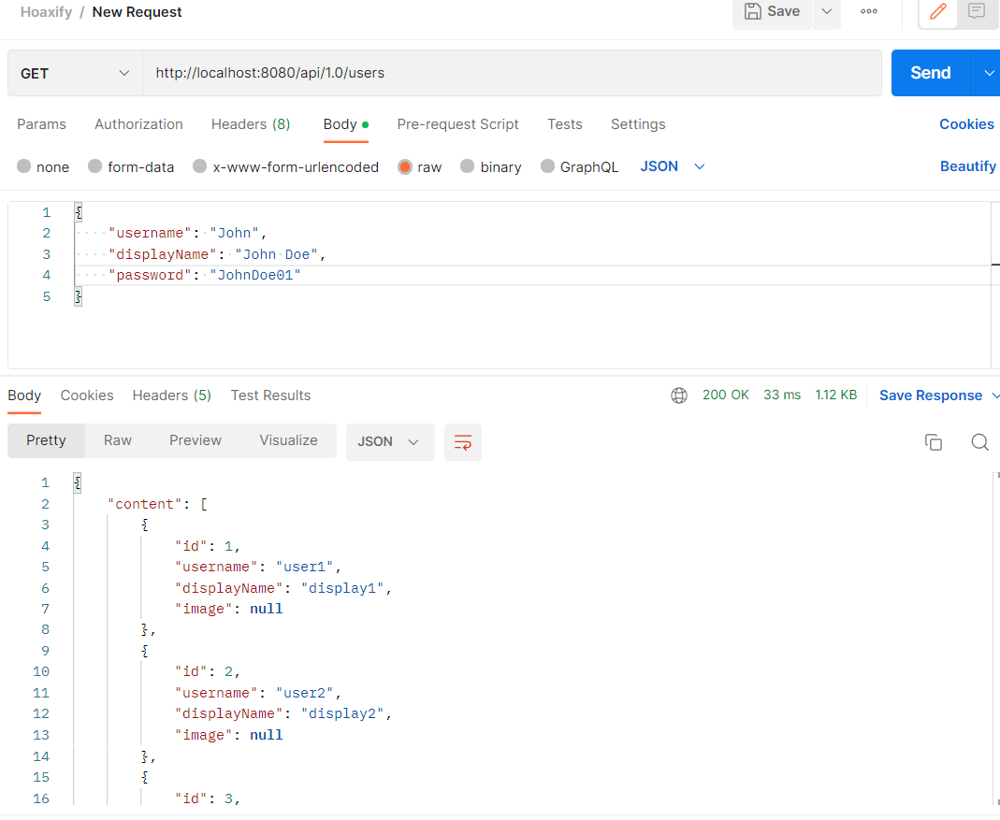 Hoaxify / New Request
Save
GET
http://localhost:8080/api/1.0/users
Send
Params Authorization Headers (8) Body Pre-request Script Tests Settings Cookies
none form-data x-www-form-urlencoded raw binary GraphQL JSON Beautify
1 {
2 "username": "John",
3 "displayName": "John Doe",
4 "password": "JohnDoe01"
5 }
Body Cookies Headers (5) Test Results 200 OK 33 ms 1.12 KB Save Response
Pretty Raw Preview Visualize JSON
1 {
2 "content": [
3 {
4 "id": 1,
5 "username": "user1",
6 "displayName": "display1",
7 "image": null
8 },
9 {
10 "id": 2,
11 "username": "user2",
12 "displayName": "display2",
13 "image": null
14 },
15 {
16 "id": 3,